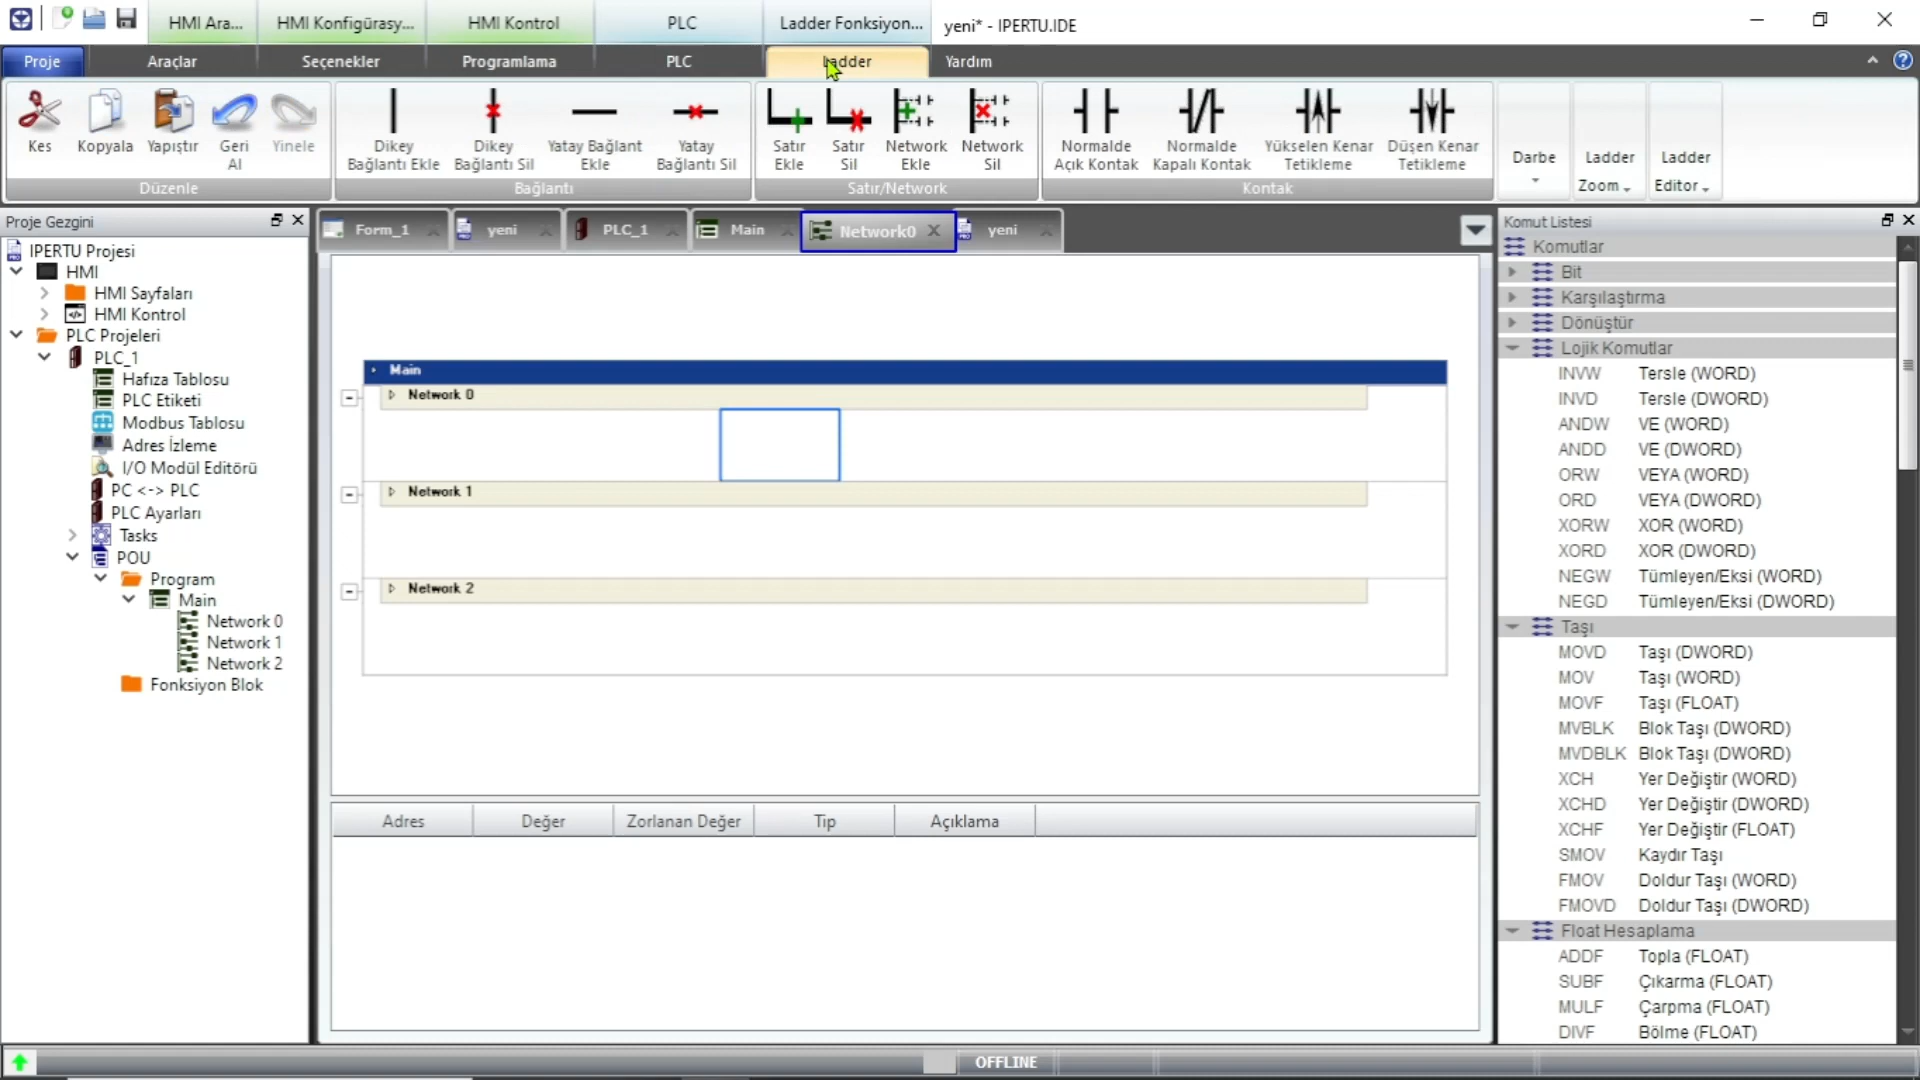 HMI Ara... HMI Konfigürasy... HMI Kontrol PLC Ladder Fonksiyon... yeni* - IPERTU.IDE
Proje Araçlar Seçenekler Programlama PLC Ladder Yardım
Kes Kopyala Yapıştır Geri Al Yinele
Düzenle
Dikey Bağlantı Ekle Dikey Bağlantı Sil Yatay Bağlant Ekle Yatay Bağlantı Sil
Bağlantı
Satır Ekle Satır Sil Network Ekle Network Sil
Satır/Network
Normalde Açık Kontak Normalde Kapalı Kontak Yükselen Kenar Tetikleme Düşen Kenar Tetikleme
Kontak
Darbe
Ladder Zoom
Ladder Editor
Proje Gezgini
IPERTU Projesi
HMI
HMI Sayfaları
HMI Kontrol
PLC Projeleri
PLC_1
Hafıza Tablosu
PLC Etiketi
Modbus Tablosu
Adres İzleme
I/O Modül Editörü
PC <-> PLC
PLC Ayarları
Tasks
POU
Program
Main
Network 0
Network 1
Network 2
Fonksiyon Blok
Form_1 yeni PLC_1 Main Network0 yeni
Main
Network 0
Network 1
Network 2
Adres Değer Zorlanan Değer Tip Açıklama
Komut Listesi
Komutlar
Bit
Karşılaştırma
Dönüştür
Lojik Komutlar
INVW Tersle (WORD)
INVD Tersle (DWORD)
ANDW VE (WORD)
ANDD VE (DWORD)
ORW VEYA (WORD)
ORD VEYA (DWORD)
XORW XOR (WORD)
XORD XOR (DWORD)
NEGW Tümleyen/Eksi (WORD)
NEGD Tümleyen/Eksi (DWORD)
Taşı
MOVD Taşı (DWORD)
MOV Taşı (WORD)
MOVF Taşı (FLOAT)
MVBLK Blok Taşı (DWORD)
MVDBLK Blok Taşı (DWORD)
XCH Yer Değiştir (WORD)
XCHD Yer Değiştir (DWORD)
XCHF Yer Değiştir (FLOAT)
SMOV Kaydır Taşı
FMOV Doldur Taşı (WORD)
FMOVD Doldur Taşı (DWORD)
Float Hesaplama
ADDF Topla (FLOAT)
SUBF Çıkarma (FLOAT)
MULF Çarpma (FLOAT)
DIVF Bölme (FLOAT)
OFFLINE